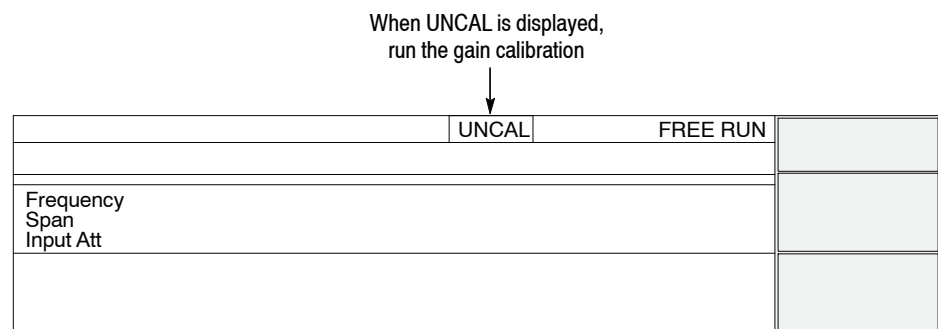 When UNCAL is displayed,
run the gain calibration
UNCAL
FREE RUN
Frequency
Span
Input Att